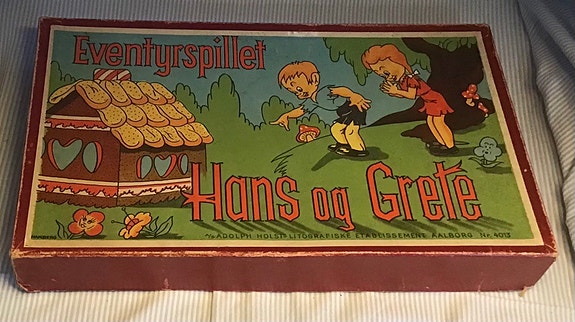 Eventyrspillet
Hans og Grete
A/S ADOLPH HOLST LITOGRAFISKE ETABLISSEMENT AALBORG Nr. 4013